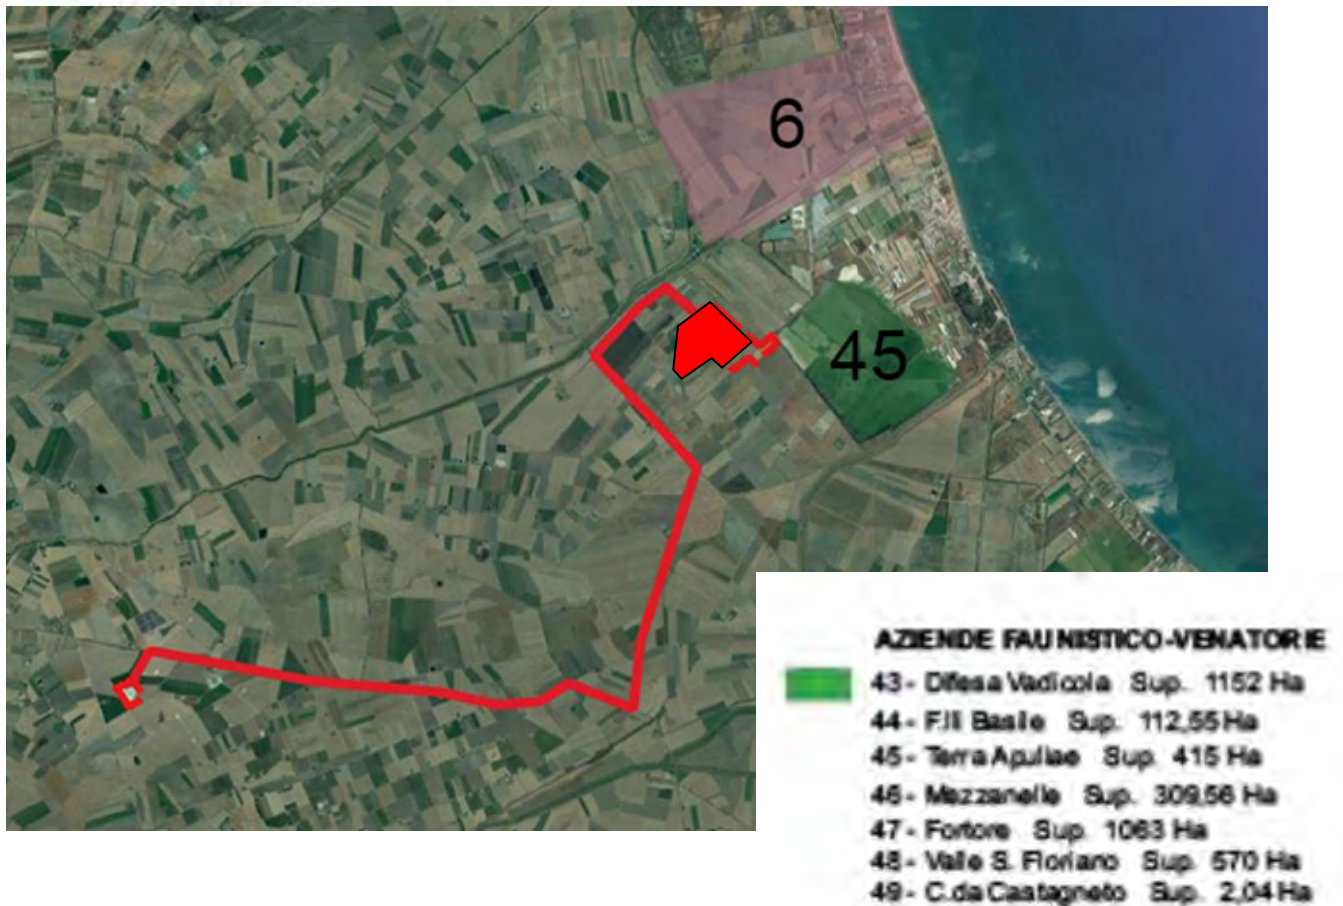 6
45
AZIENDE FAUNISTICO-VENATORIE
43 - Difesa Vadicola Sup. 1152 Ha
44 - F.lli Basile Sup. 112,55 Ha
45 - Terra Apuliae Sup. 415 Ha
46 - Mezzanelle Sup. 309,56 Ha
47 - Fortore Sup. 1063 Ha
48 - Valle S. Floriano Sup. 570 Ha
49 - C.da Castagneto Sup. 2,04 Ha